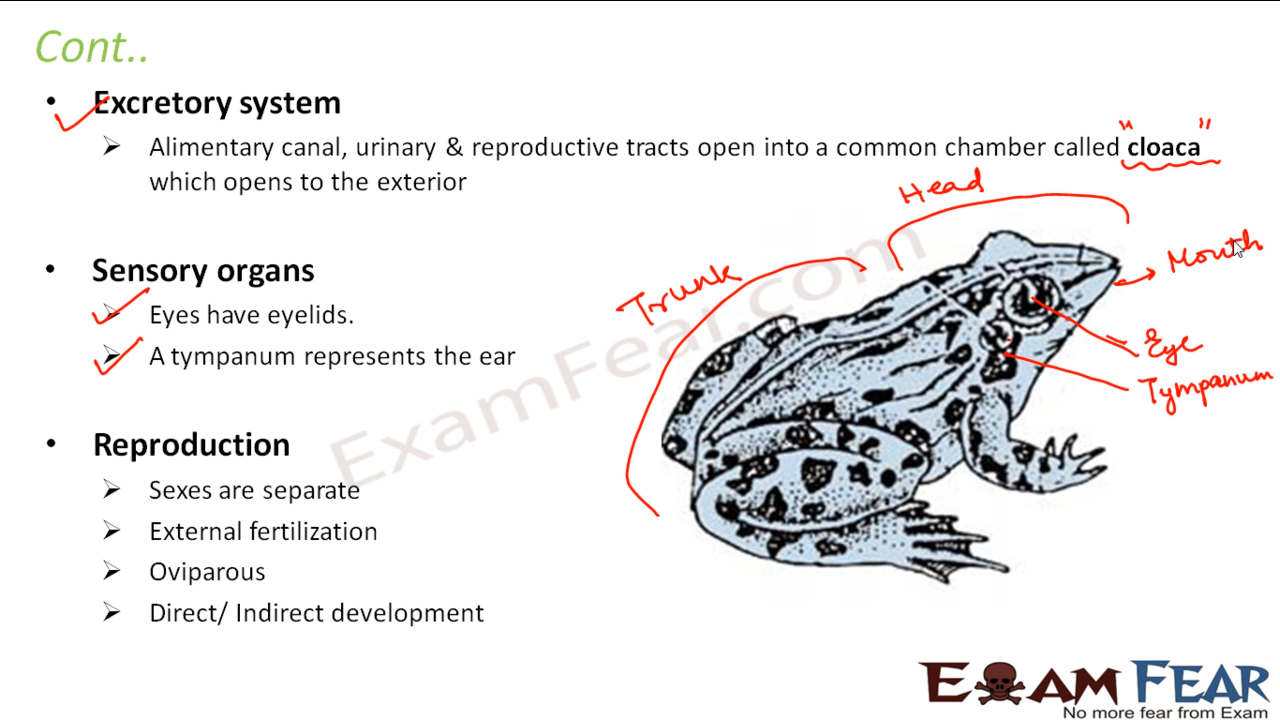 Cont..
• Excretory system
➢ Alimentary canal, urinary & reproductive tracts open into a common chamber called "cloaca"
which opens to the exterior
Head
Mouth
Trunk
• Sensory organs
➢ Eyes have eyelids.
➢ A tympanum represents the ear
Eye
Tympanum
ExamFear.com
• Reproduction
➢ Sexes are separate
➢ External fertilization
➢ Oviparous
➢ Direct/ Indirect development
EXAM FEAR
No more fear from Exam